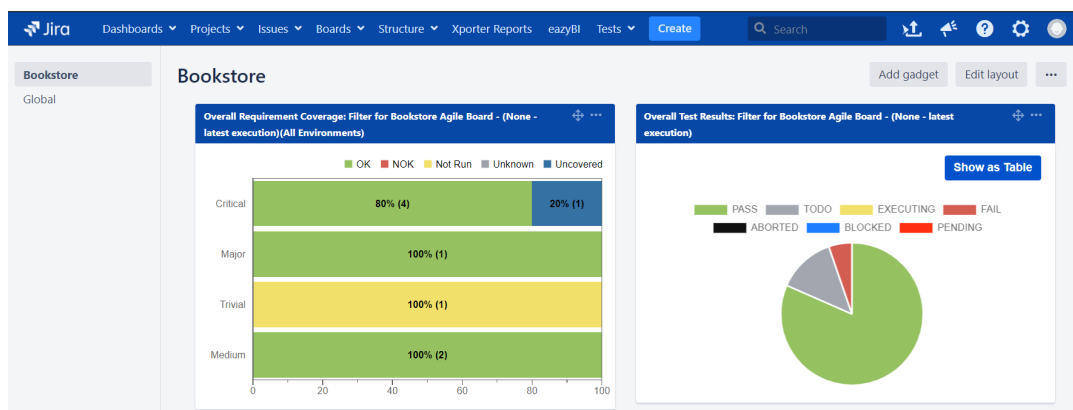 Jira Dashboards Projects Issues Boards Structure Xporter Reports eazyBI Tests Create Search
Bookstore
Global
Bookstore
Add gadget Edit layout
Overall Requirement Coverage: Filter for Bookstore Agile Board - (None -
latest execution)(All Environments)
OK NOK Not Run Unknown Uncovered
Critical 80% (4) 20% (1)
Major 100% (1)
Trivial 100% (1)
Medium 100% (2)
0 20 40 60 80 100
Overall Test Results: Filter for Bookstore Agile Board - (None - latest
execution)
Show as Table
PASS TODO EXECUTING FAIL
ABORTED BLOCKED PENDING